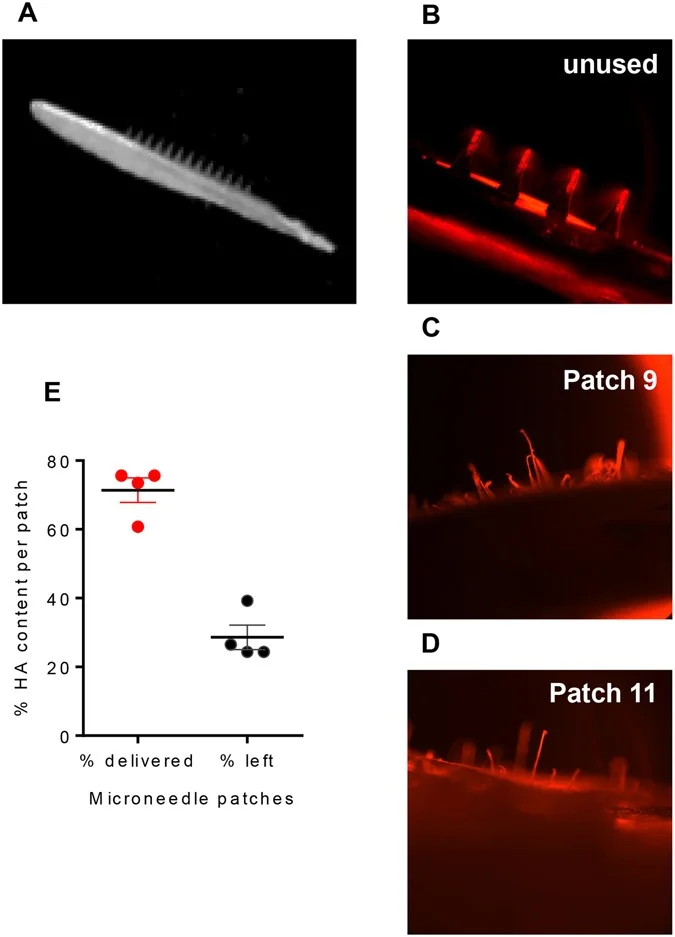 A
B
unused
C
Patch 9
E
% HA content per patch
80
60
40
20
0
% delivered
% left
Microneedle patches
D
Patch 11